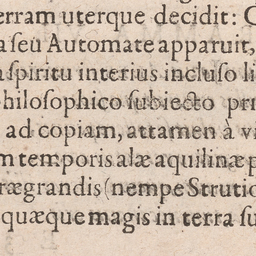 erram uterque decidit: C
a ſeu Automate apparuit,
ſpiritu interius incluſo li
hiloſophico ſubiecto pri
ad copiam, attamen à vi
m temporis alæ aquilinæ p
rægrandis (nempe Strutio
quæque magis in terra ſu